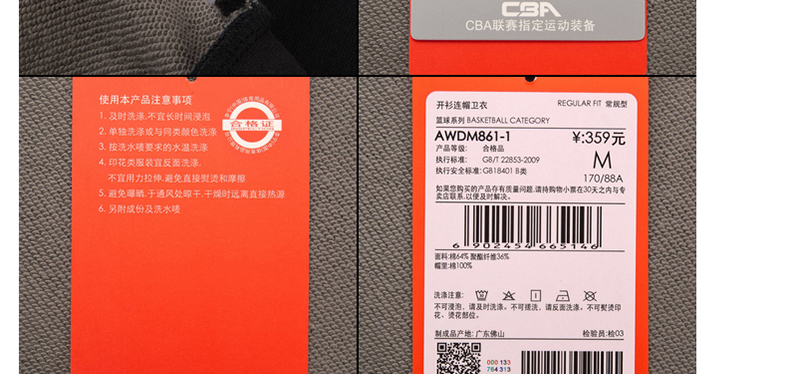 CBA
CBA联赛指定运动装备
使用本产品注意事项
1. 及时洗涤.不宜长时间浸泡
2. 单独洗涤或与同类颜色洗涤
3. 按洗水唛要求的水温洗涤
4. 印花类服装宜反面洗涤.
不宜用力拉伸.避免直接熨烫和摩擦
5. 避免曝晒.于通风处晾干.干燥时远离直接热源
6. 另附成份及洗水唛
合格证
开衫连帽卫衣 REGULAR FIT 常规型
篮球系列 BASKETBALL CATEGORY
AWDM861-1 ¥:359元
产品等级: 合格品
执行标准: GB/T 22853-2009 M
执行安全标准: GB18401 B类 170/88A
如果您购买的产品存有质量问题.请持购物小票在30天之内与专
卖店联系.以便及时解决。
6 902454 665146
面料:棉64% 聚酯纤维36%
帽里:棉100%
洗涤注意:
不可浸泡，请及时洗涤。不可搓洗，请反面洗涤。不可熨烫印
花、烫花部位。
制成品产地: 广东佛山 检验员:检03
000 133
764 313